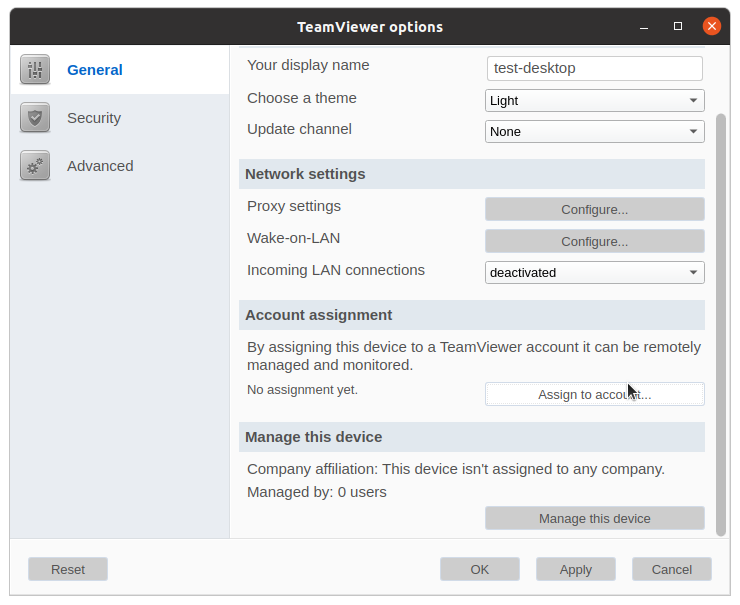 TeamViewer options
General
Security
Advanced
Your display name test-desktop
Choose a theme Light
Update channel None
Network settings
Proxy settings Configure...
Wake-on-LAN Configure...
Incoming LAN connections deactivated
Account assignment
By assigning this device to a TeamViewer account it can be remotely
managed and monitored.
No assignment yet. Assign to account...
Manage this device
Company affiliation: This device isn't assigned to any company.
Managed by: 0 users
Manage this device
Reset OK Apply Cancel